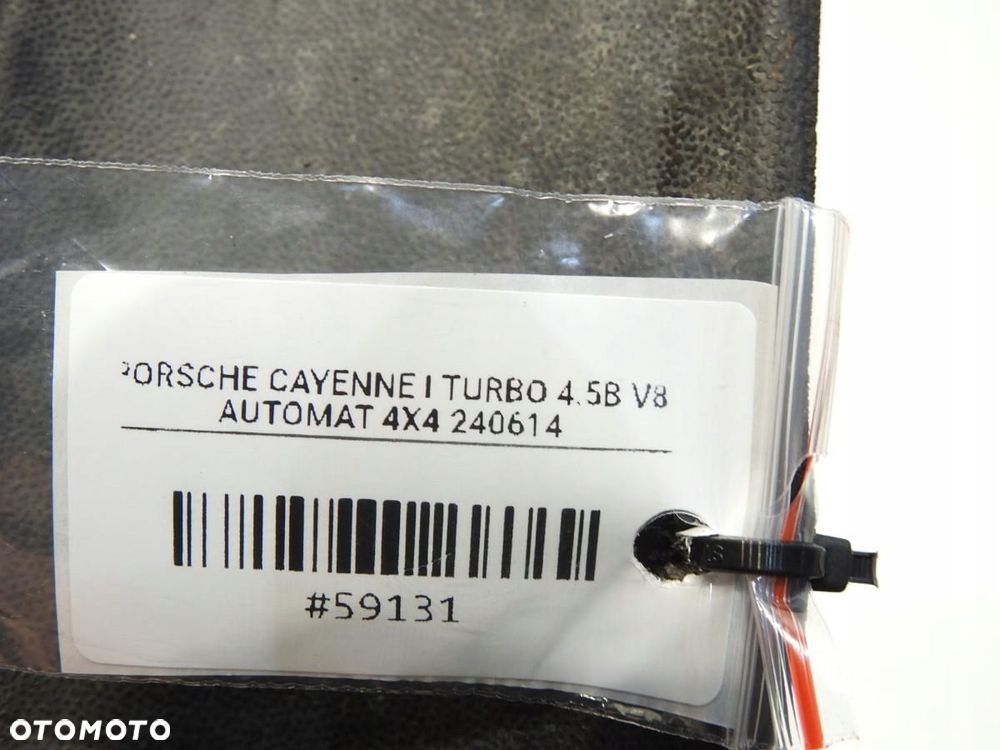 PORSCHE CAYENNE I TURBO 4.5B V8
AUTOMAT 4X4 240614
#59131
OTOMOTO